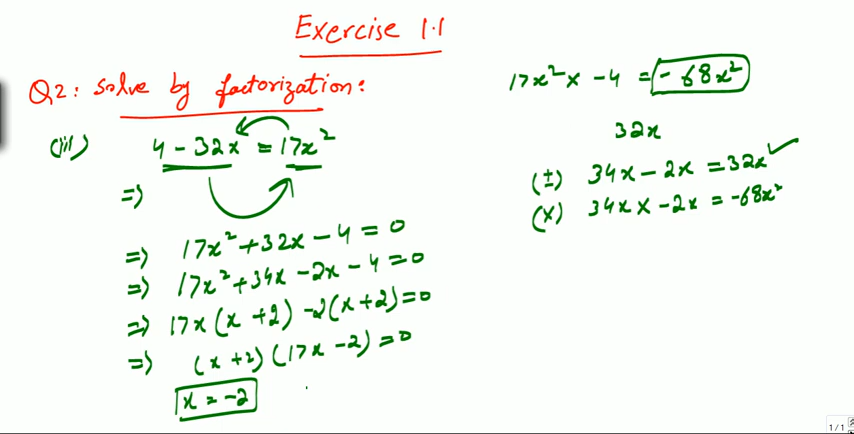 Exercise 1.1
Q2: Solve by factorization:
(iii) 4 - 32x = 17x²
=>
=> 17x² + 32x - 4 = 0
=> 17x² + 34x - 2x - 4 = 0
=> 17x (x + 2) - 2(x + 2) = 0
=> (x + 2) (17x - 2) = 0
x = -2
17x² x - 4 = - 68x²
32x
(±) 34x - 2x = 32x ✓
(x) 34x x - 2x = -68x²
1 / 1